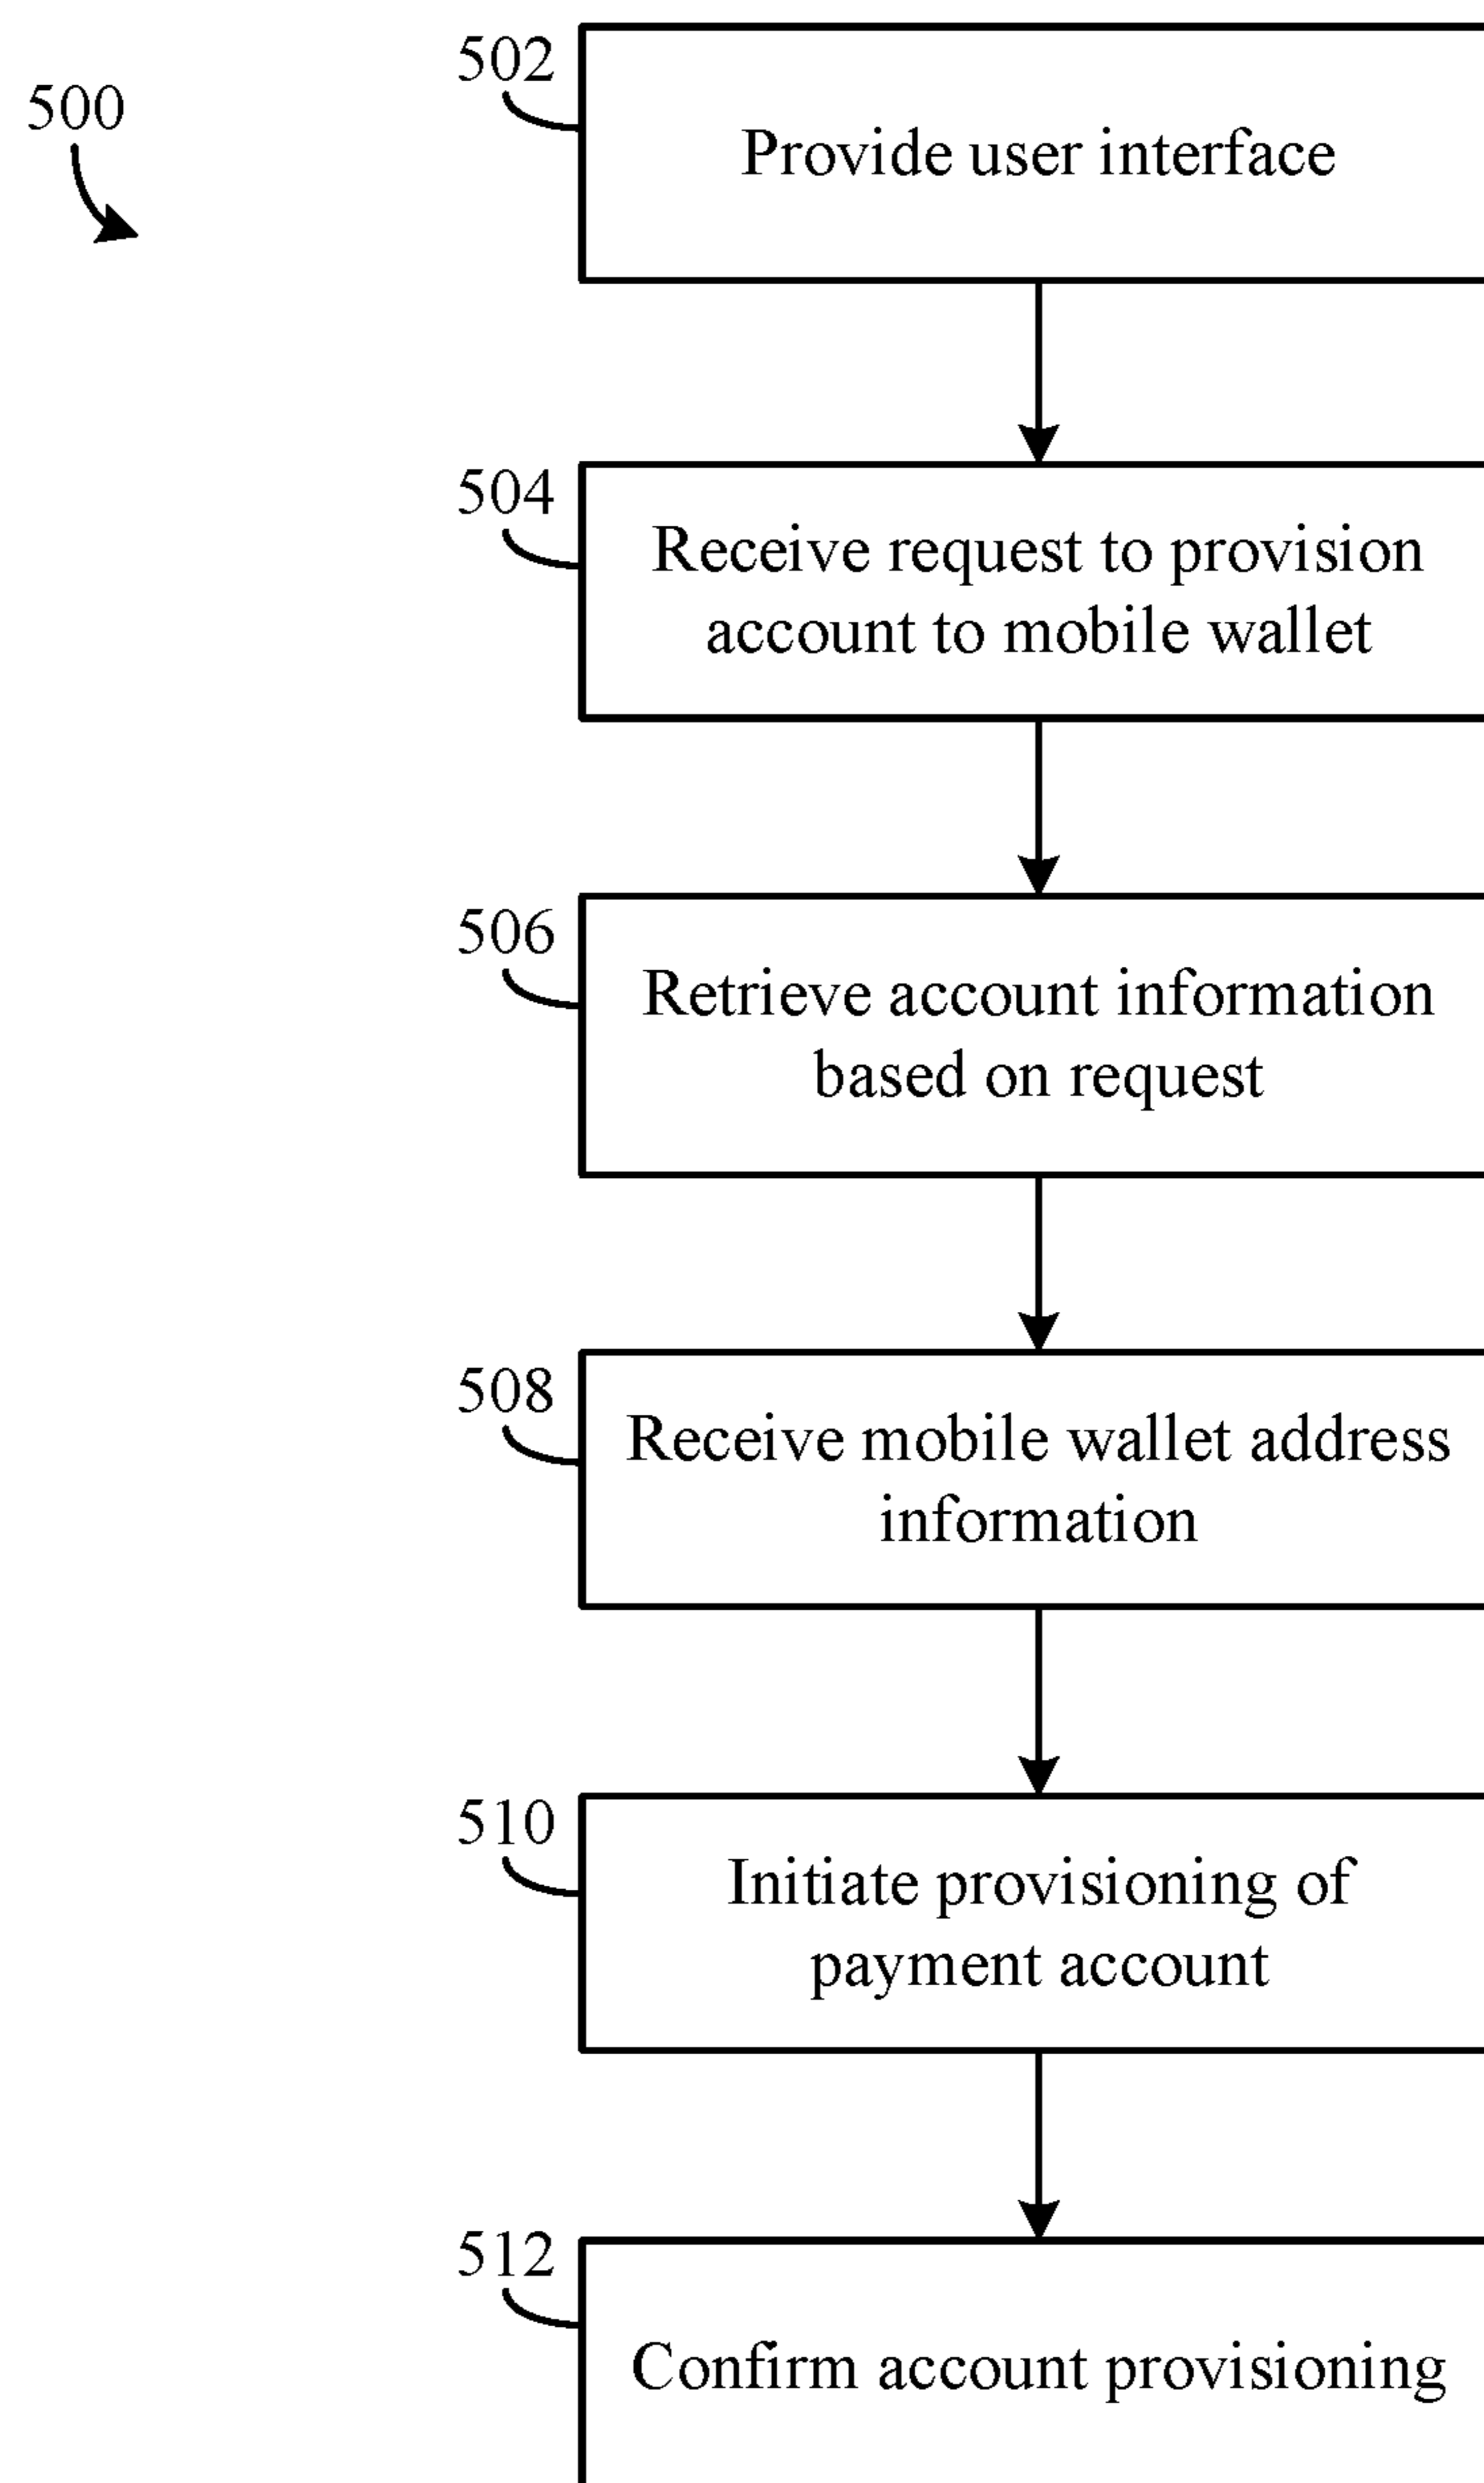 500
502
Provide user interface
504
Receive request to provision
account to mobile wallet
506
Retrieve account information
based on request
508
Receive mobile wallet address
information
510
Initiate provisioning of
payment account
512
Confirm account provisioning